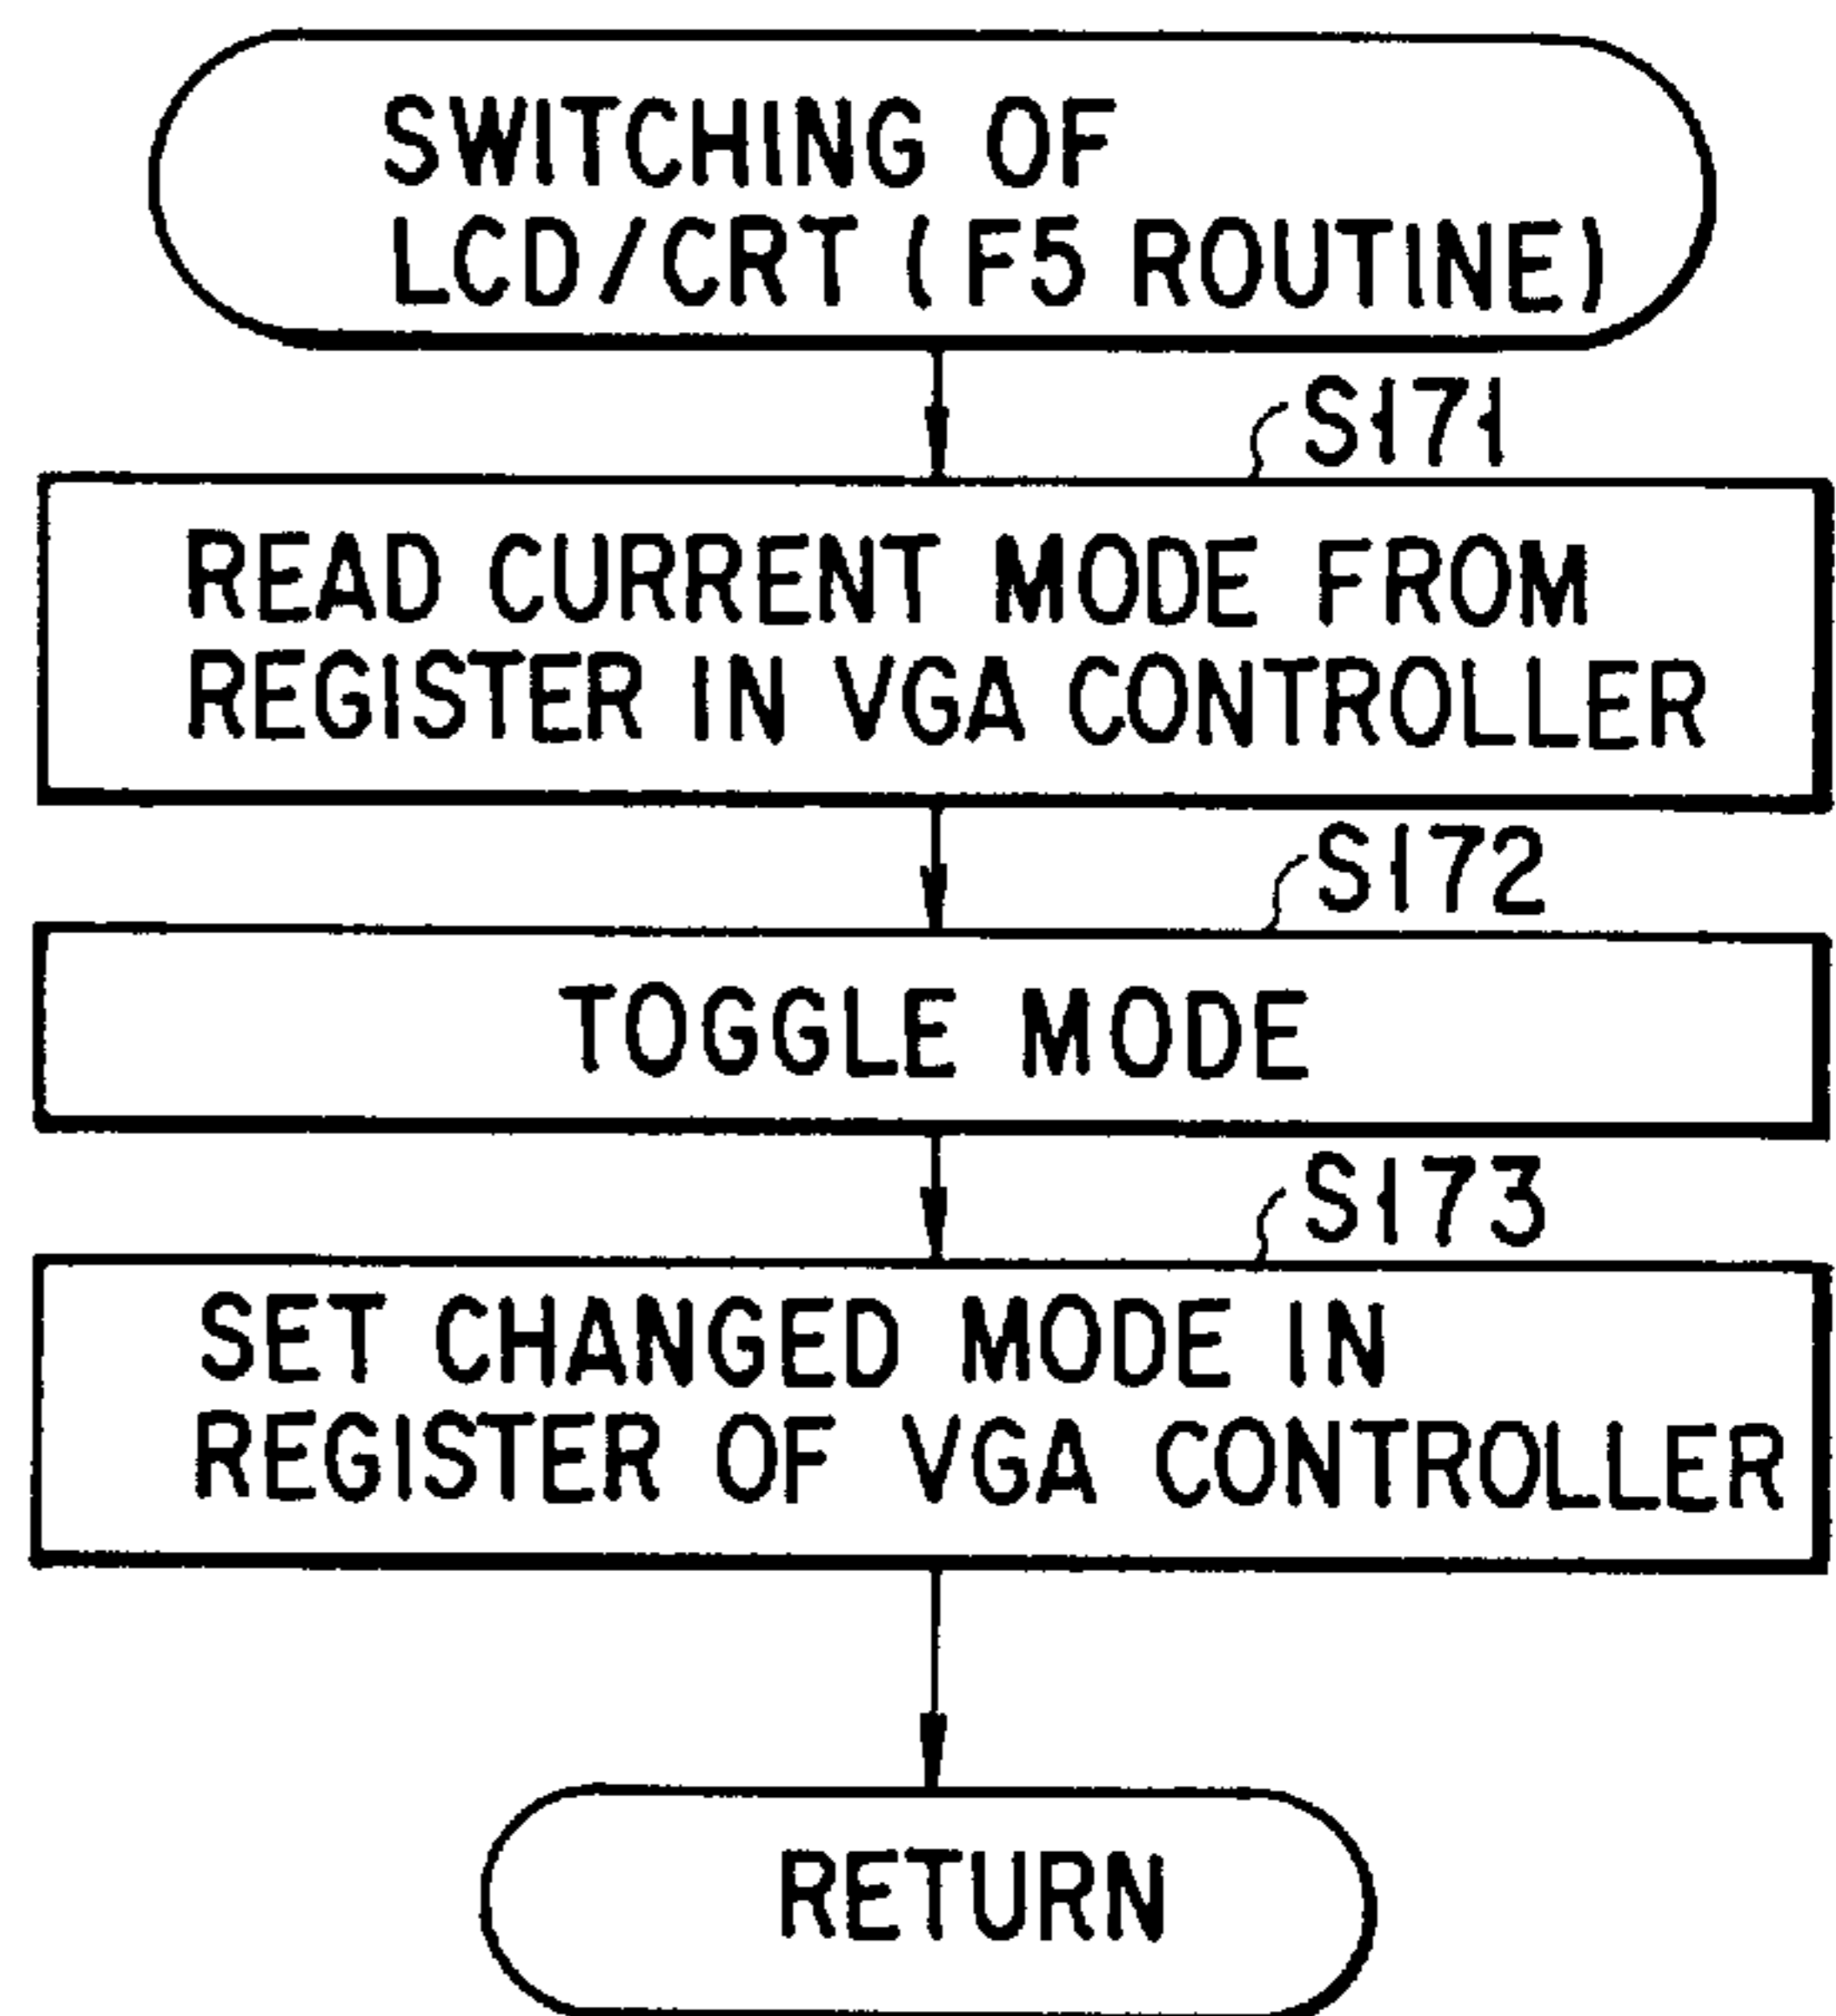 SWITCHING OF
LCD/CRT (F5 ROUTINE)
S171
READ CURRENT MODE FROM
REGISTER IN VGA CONTROLLER
S172
TOGGLE MODE
S173
SET CHANGED MODE IN
REGISTER OF VGA CONTROLLER
RETURN